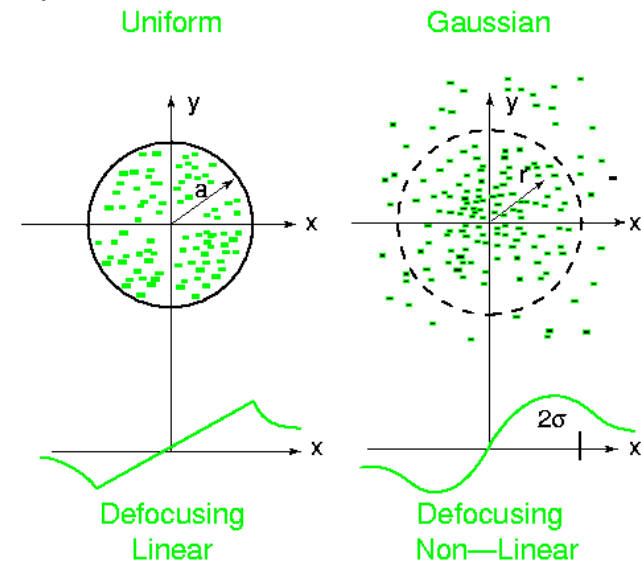 Uniform
Gaussian
y
y
a
r
x
x
2σ
x
x
Defocusing
Linear
Defocusing
Non—Linear